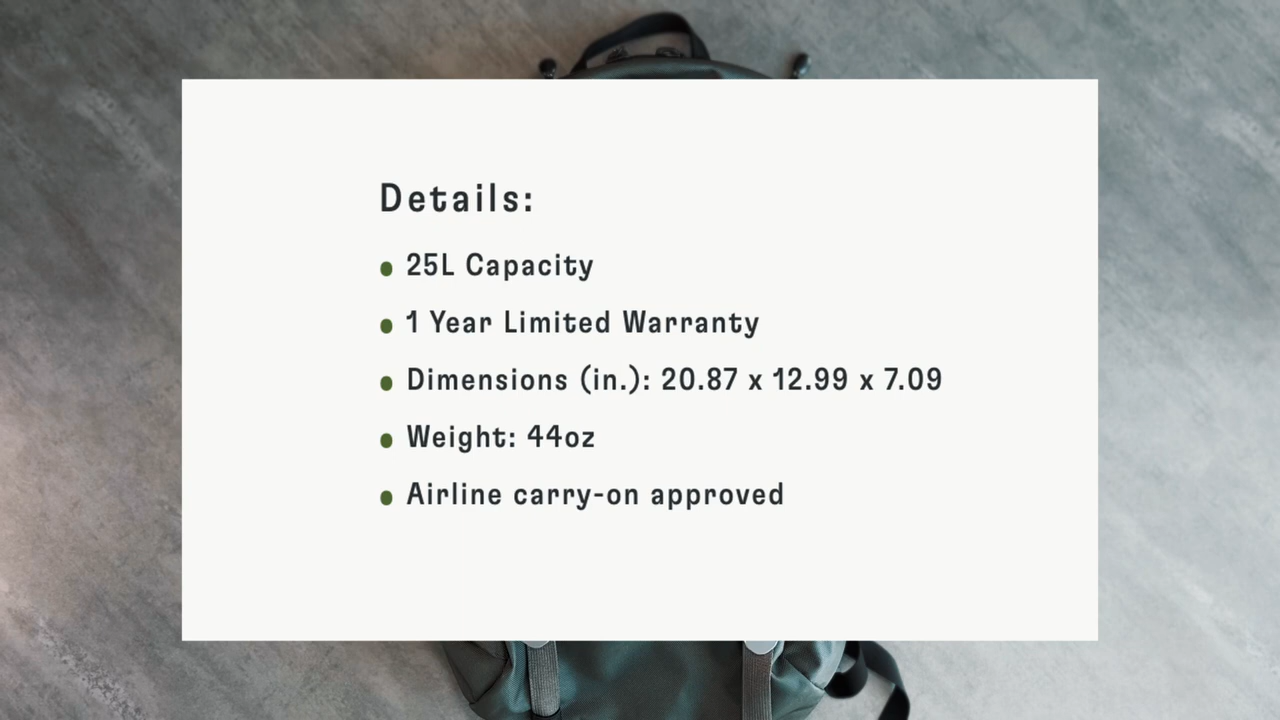 Details:
25L Capacity
1 Year Limited Warranty
Dimensions (in.): 20.87 x 12.99 x 7.09
Weight: 44oz
Airline carry-on approved